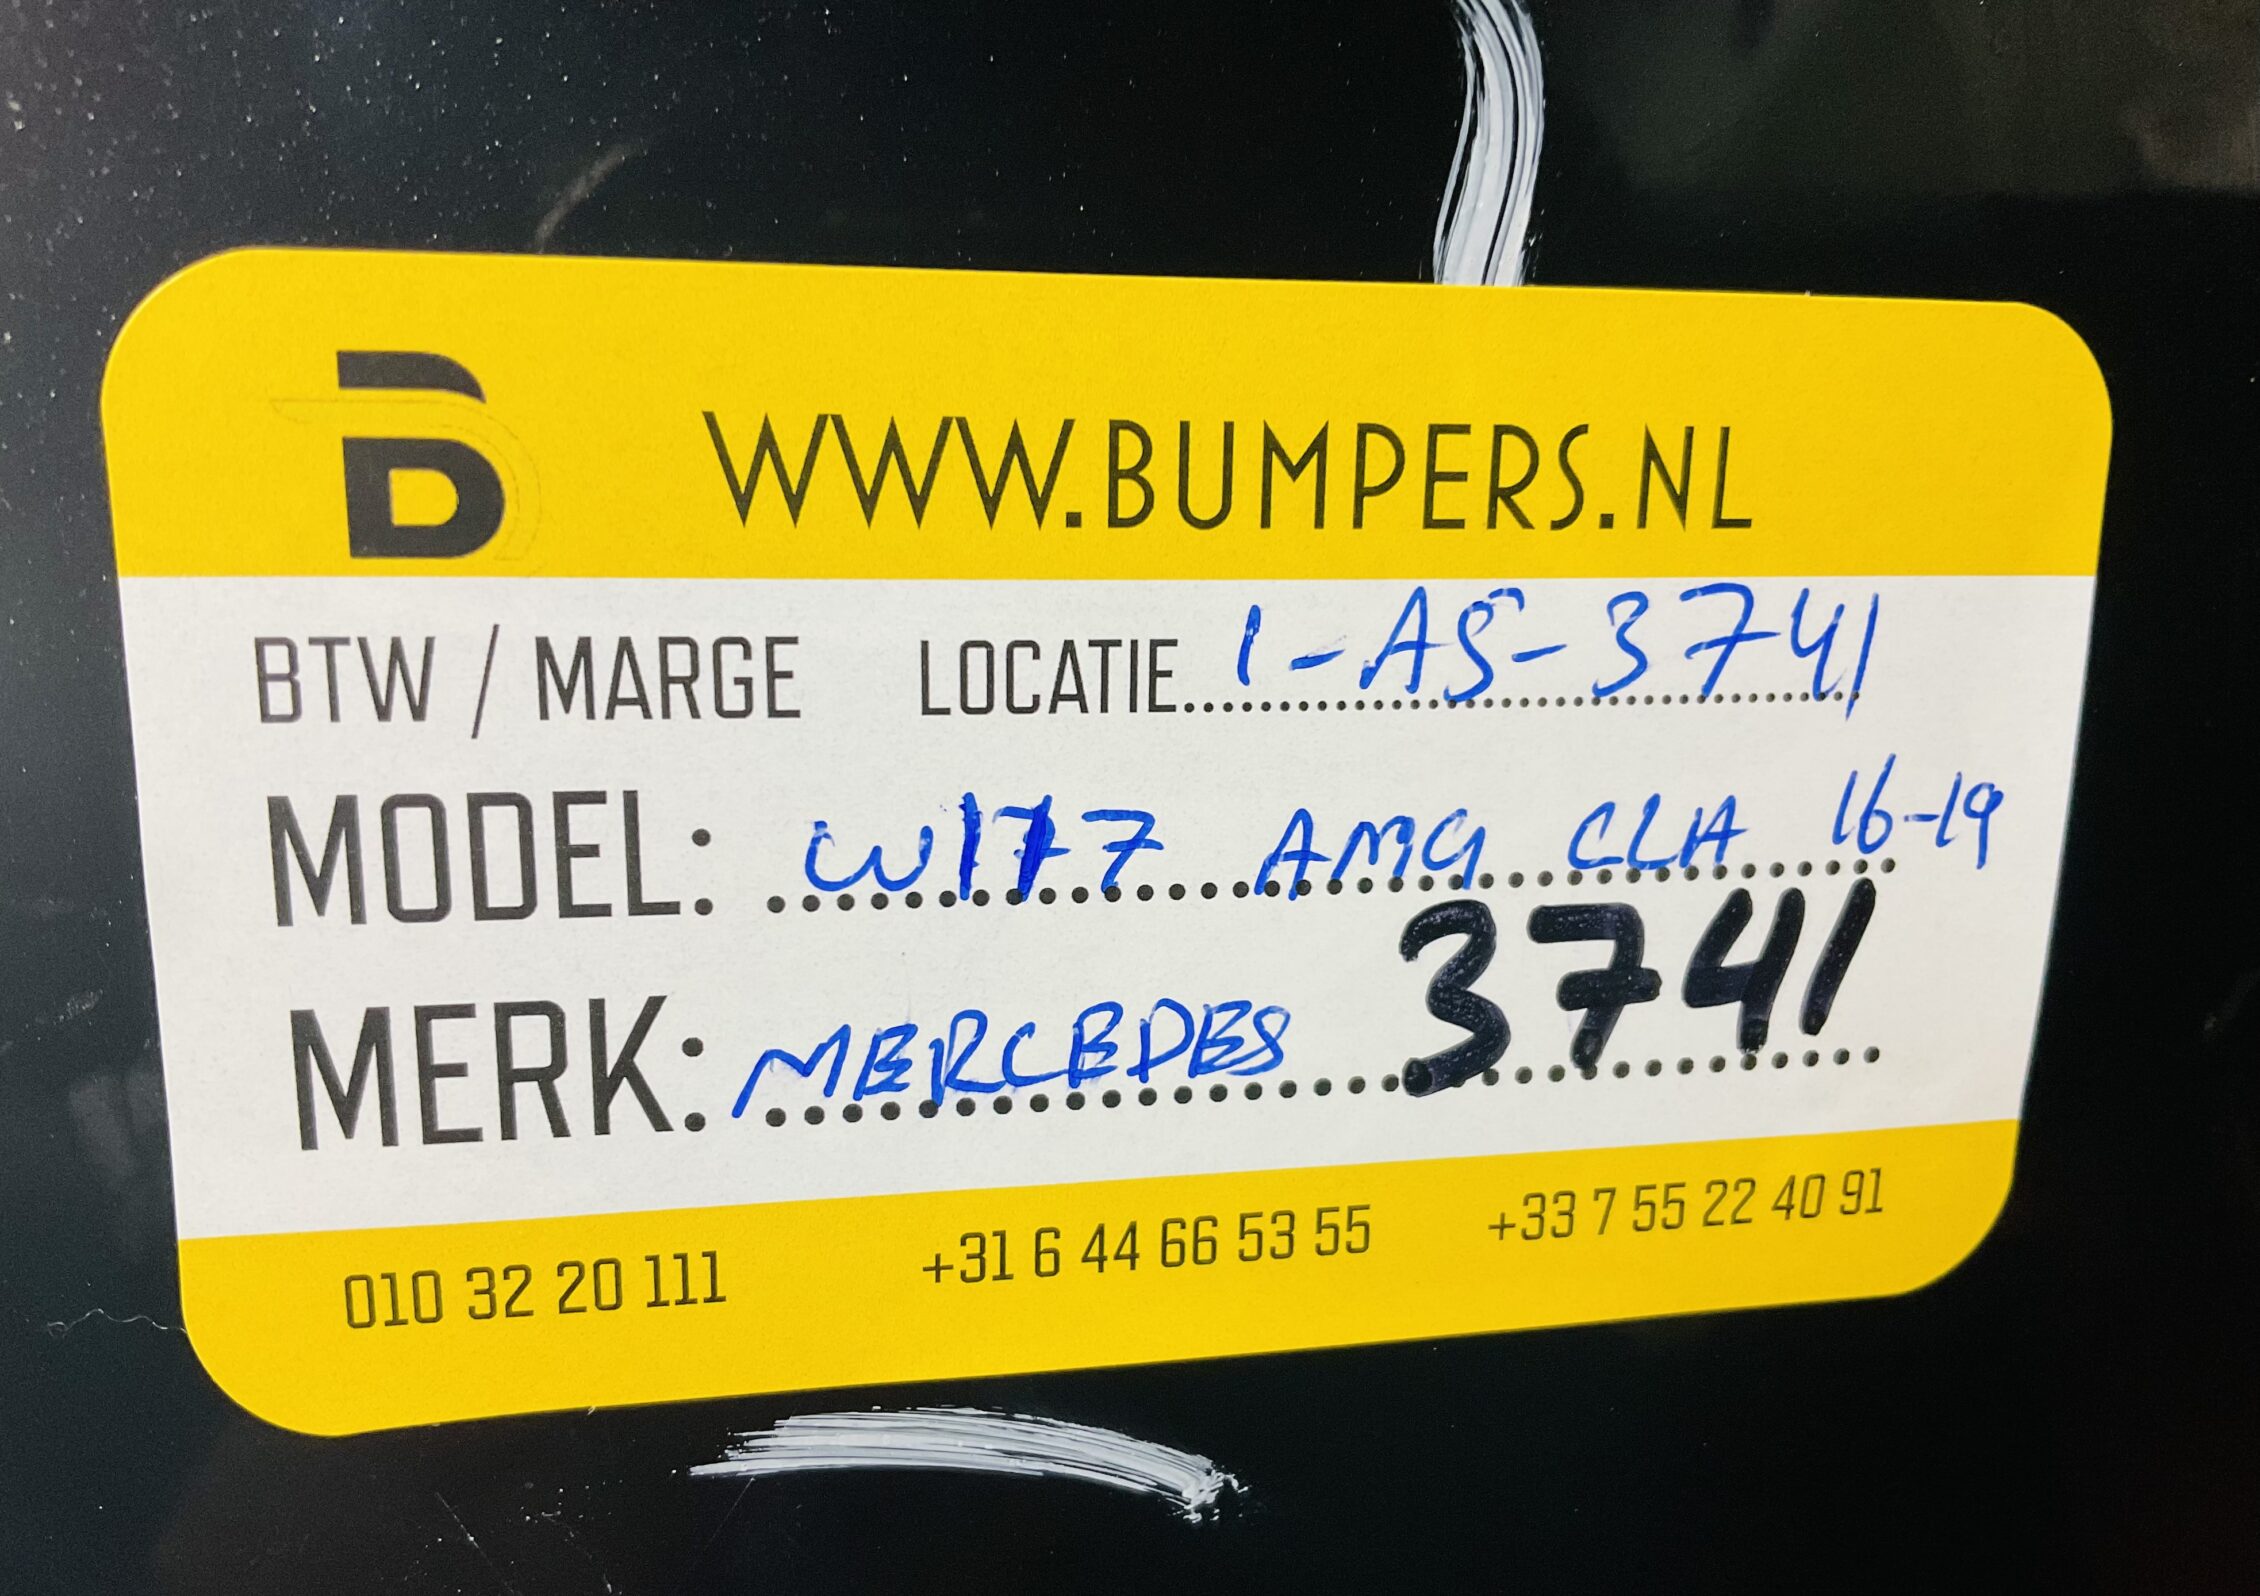 B WWW.BUMPERS.NL
BTW / MARGE LOCATIE 1-AS-3741
MODEL: W177 AMG CLA 16-19
MERK: MERCEDES 3741
010 32 20 111 +31 6 44 66 53 55 +33 7 55 22 40 91